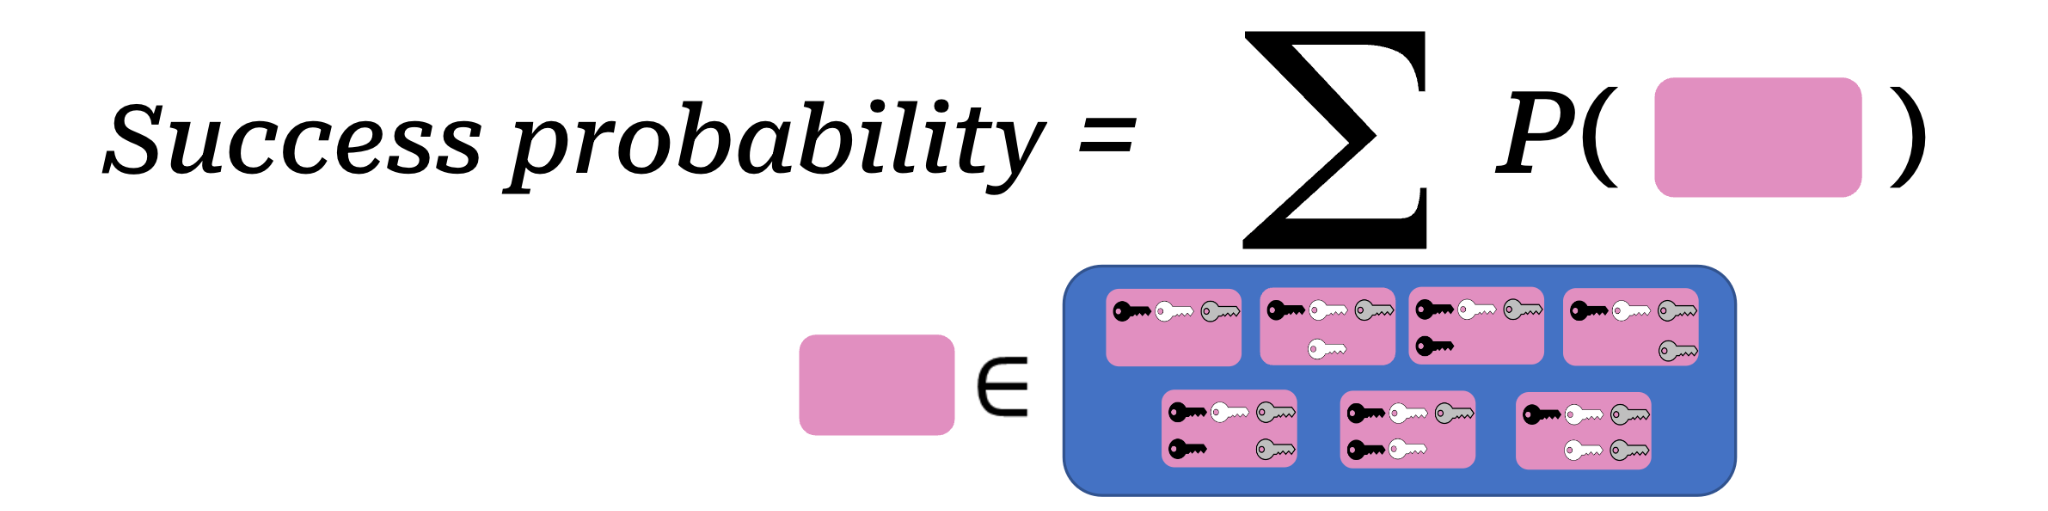 Success probability = ∑ P( )
∈